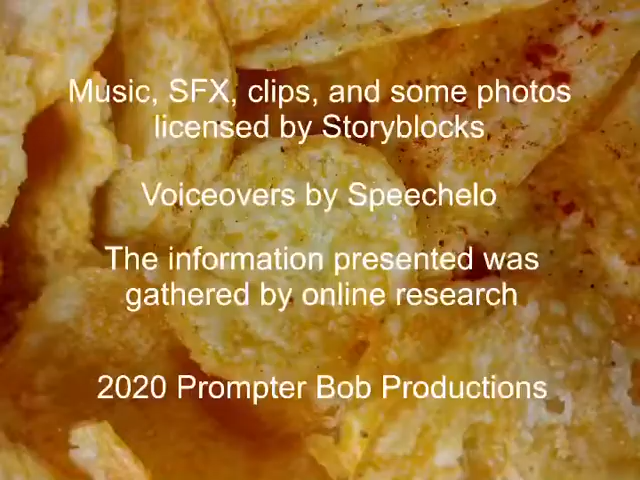 Music, SFX, clips, and some photos
licensed by Storyblocks
Voiceovers by Speechelo
The information presented was
gathered by online research
2020 Prompter Bob Productions